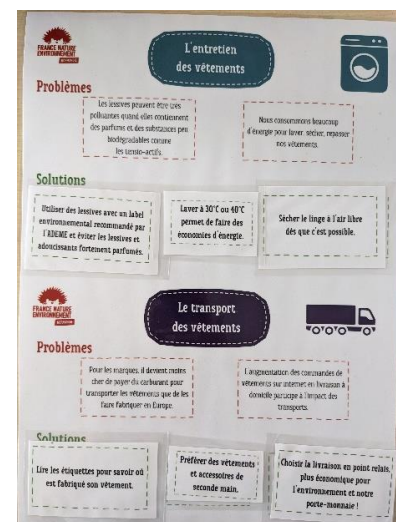 FRANCE NATURE
ENVIRONNEMENT
L'entretien
des vêtements
Problèmes
Les lessives peuvent être très
polluantes quand elles contiennent
des parfums et des substances peu
biodégradables comme
les tensio-actifs.
Nous consommons beaucoup
d'énergie pour laver, sécher, repasser
nos vêtements.
Solutions
Utiliser des lessives avec un label
environnemental recommandé par
l'ADEME et éviter les lessives et
adoucissants fortement parfumés.
Laver à 30°C ou 40°C
permet de faire des
économies d'énergie.
Sécher le linge à l'air libre
dès que c'est possible.
FRANCE NATURE
ENVIRONNEMENT
Le transport
des vêtements
Problèmes
Pour les marques, il devient moins
cher de payer du carburant pour
transporter les vêtements que de les
faire fabriquer en Europe.
L'augmentation des commandes de
vêtements sur internet en livraison à
domicile participe à l'impact des
transports.
Solutions
Lire les étiquettes pour savoir où
est fabriqué son vêtement.
Préférer des vêtements
et accessoires de
seconde main.
Choisir la livraison en point relais,
plus économique pour
l'environnement et notre
porte-monnaie !